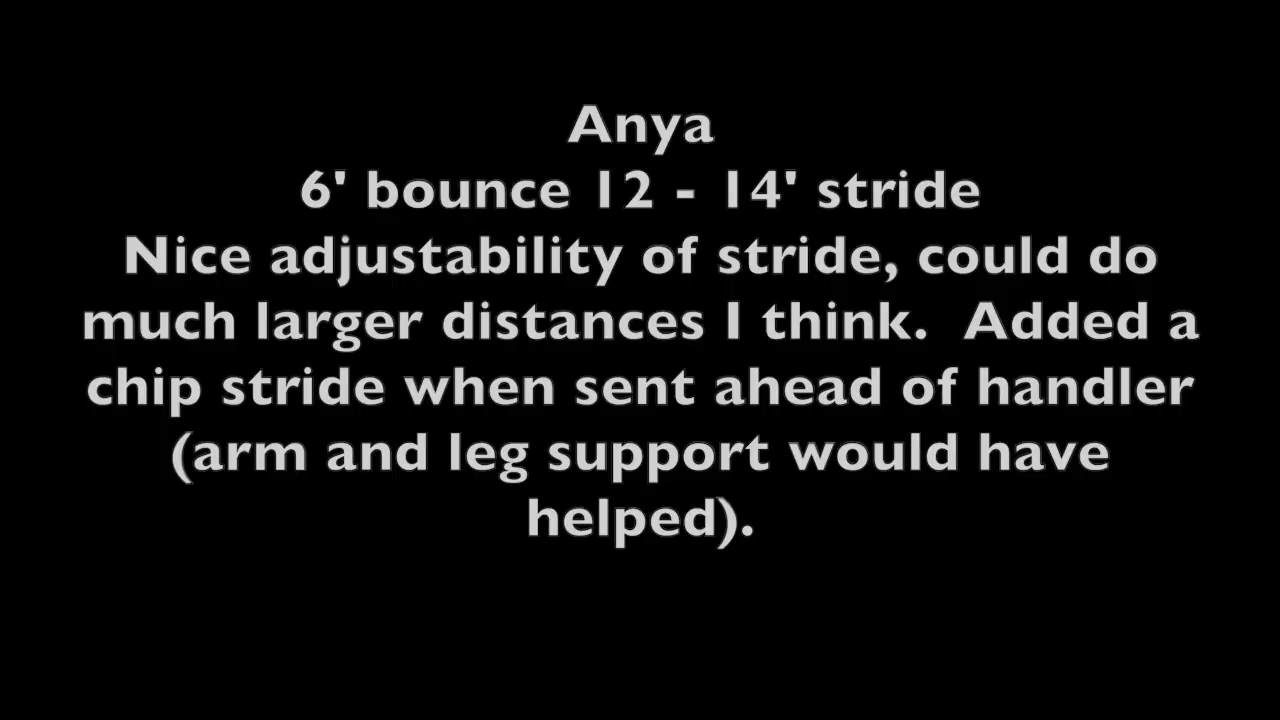 Anya
6' bounce 12 - 14' stride
Nice adjustability of stride, could do
much larger distances I think.  Added a
chip stride when sent ahead of handler
(arm and leg support would have
helped).